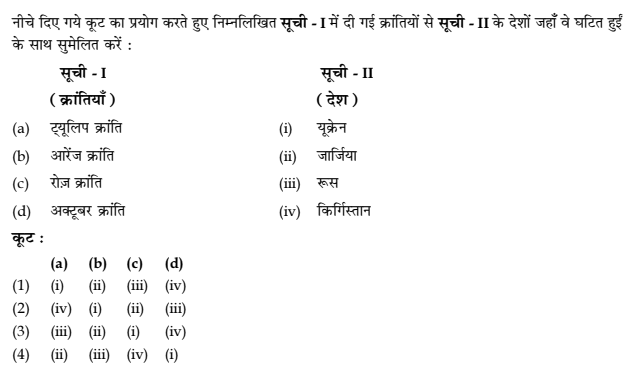 नीचे दिए गये कूट का प्रयोग करते हुए निम्नलिखित सूची - I में दी गई क्रांतियों से सूची - II के देशों जहाँ वे घटित हुईं
के साथ सुमेलित करें :
सूची - I सूची - II
( क्रांतियाँ ) ( देश )
(a) ट्यूलिप क्रांति (i) यूक्रेन
(b) आरेंज क्रांति (ii) जार्जिया
(c) रोज़ क्रांति (iii) रूस
(d) अक्टूबर क्रांति (iv) किर्गिस्तान
कूट :
(a) (b) (c) (d)
(1) (i) (ii) (iii) (iv)
(2) (iv) (i) (ii) (iii)
(3) (iii) (ii) (i) (iv)
(4) (ii) (iii) (iv) (i)